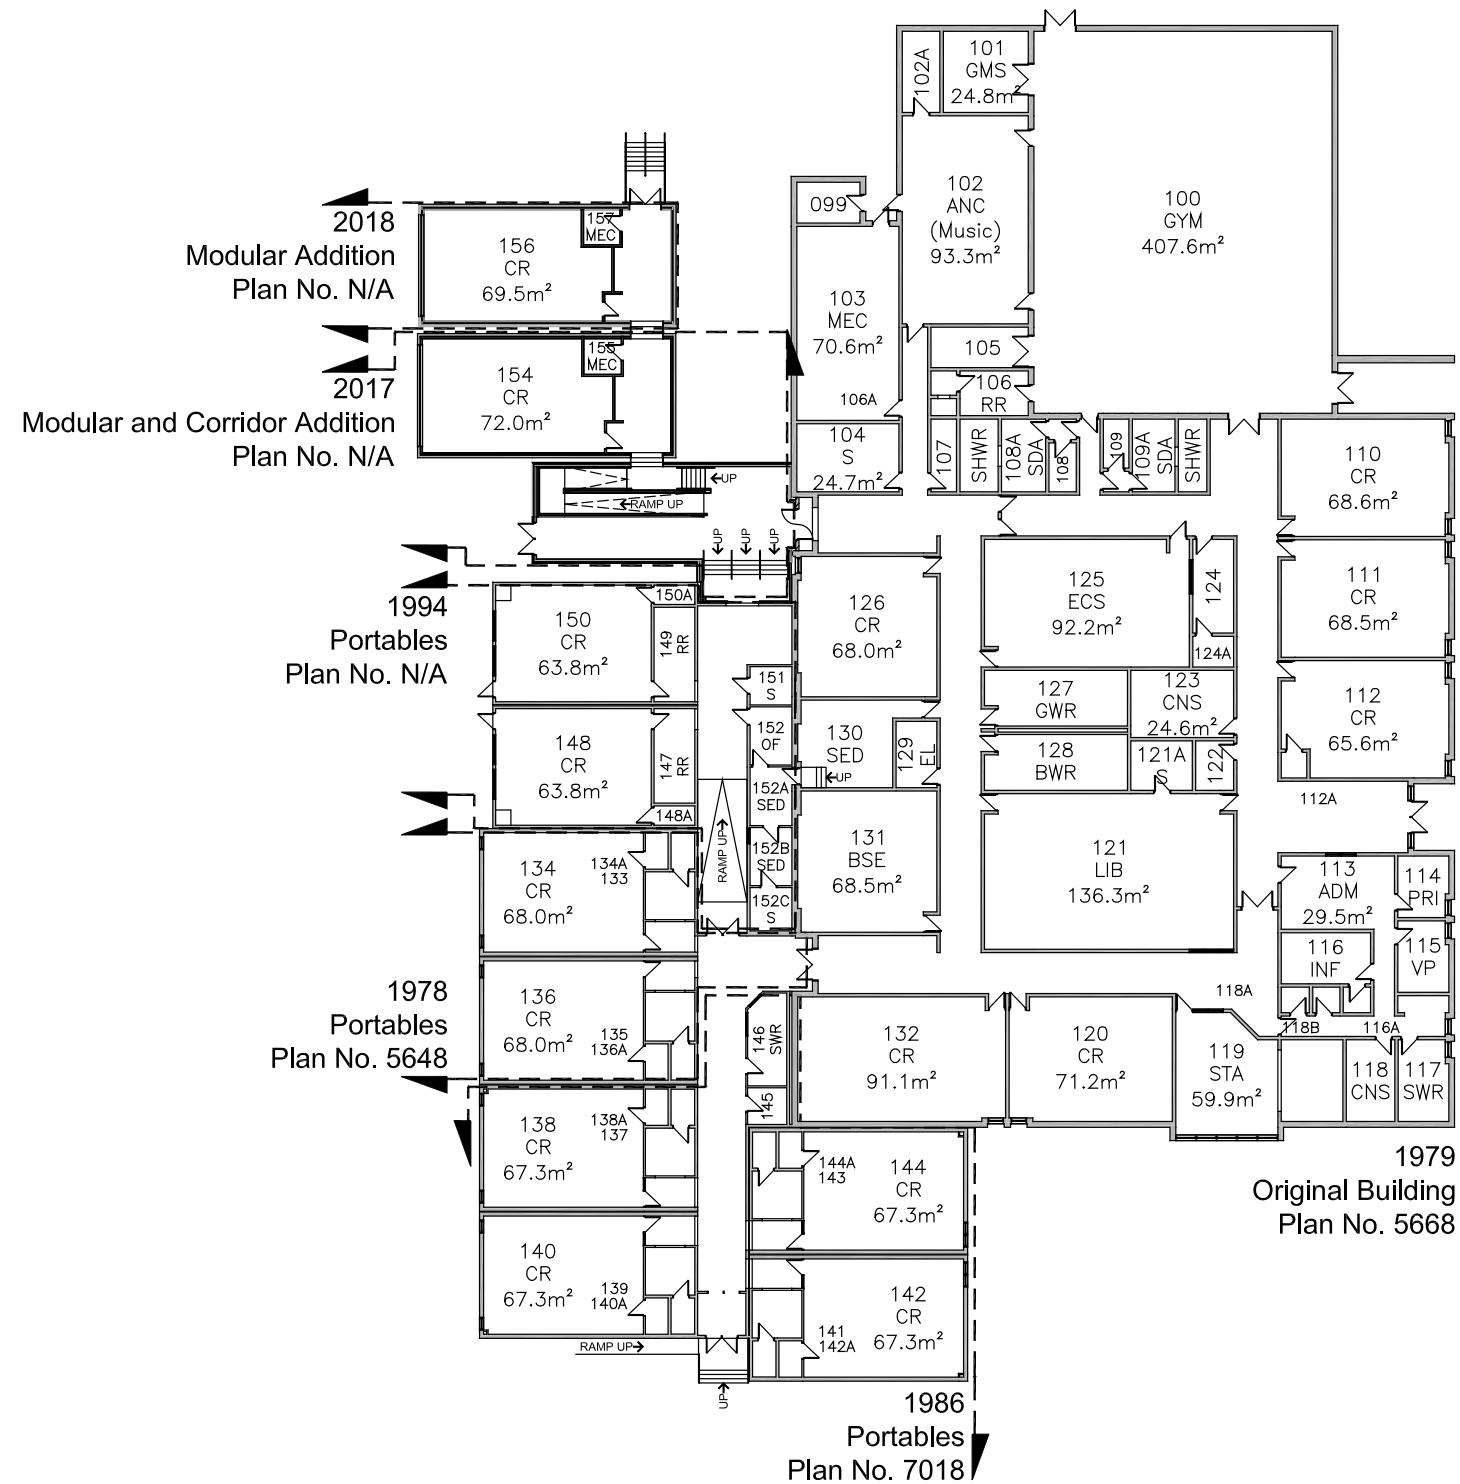 101
GMS
24.8m²
102A
100
GYM
407.6m²
102
ANC
(Music)
93.3m²
099
103
MEC
70.6m²
106A
105
106
RR
104
S
24.7m²
107
SHWR
108A
SDA
108
109
109A
SDA
SHWR
2018
Modular Addition
Plan No. N/A
156
CR
69.5m²
157
MEC
2017
Modular and Corridor Addition
Plan No. N/A
154
CR
72.0m²
155
MEC
UP
RAMP UP
UP
UP
UP
110
CR
68.6m²
111
CR
68.5m²
112
CR
65.6m²
112A
125
ECS
92.2m²
124
124A
123
CNS
24.6m²
127
GWR
128
BWR
121A
S
122
126
CR
68.0m²
130
SED
129
EL
UP
131
BSE
68.5m²
121
LIB
136.3m²
113
ADM
29.5m²
114
PRI
115
VP
116
INF
118A
118B
116A
119
STA
59.9m²
118
CNS
117
SWR
120
CR
71.2m²
132
CR
91.1m²
1994
Portables
Plan No. N/A
150
CR
63.8m²
150A
149
RR
148
CR
63.8m²
147
RR
148A
151
S
152
OF
152A
SED
152B
SED
152C
S
RAMP UP
134
CR
68.0m²
134A
133
1978
Portables
Plan No. 5648
136
CR
68.0m²
135
136A
146
SWR
145
138
CR
67.3m²
138A
137
140
CR
67.3m²
139
140A
144A
143
144
CR
67.3m²
142
CR
67.3m²
141
142A
RAMP UP
UP
1979
Original Building
Plan No. 5668
1986
Portables
Plan No. 7018